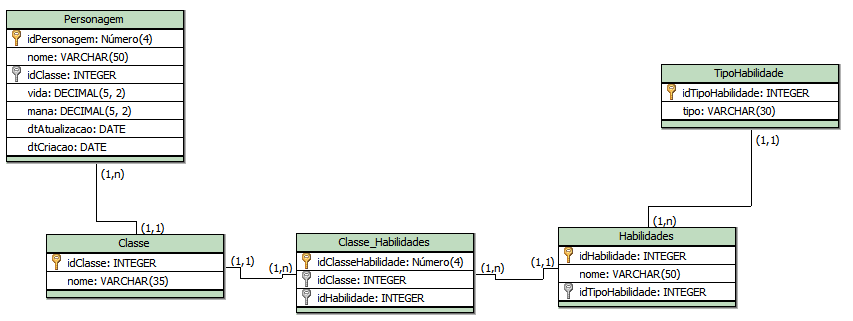 Personagem
idPersonagem: Número(4)
nome: VARCHAR(50)
idClasse: INTEGER
vida: DECIMAL(5, 2)
mana: DECIMAL(5, 2)
dtAtualizacao: DATE
dtCriacao: DATE
TipoHabilidade
idTipoHabilidade: INTEGER
tipo: VARCHAR(30)
(1,1)
(1,n)
(1,n)
(1,1)
Classe
idClasse: INTEGER
nome: VARCHAR(35)
(1,1)
(1,n)
Classe_Habilidades
idClasseHabilidade: Número(4)
idClasse: INTEGER
idHabilidade: INTEGER
(1,n)
(1,1)
Habilidades
idHabilidade: INTEGER
nome: VARCHAR(50)
idTipoHabilidade: INTEGER